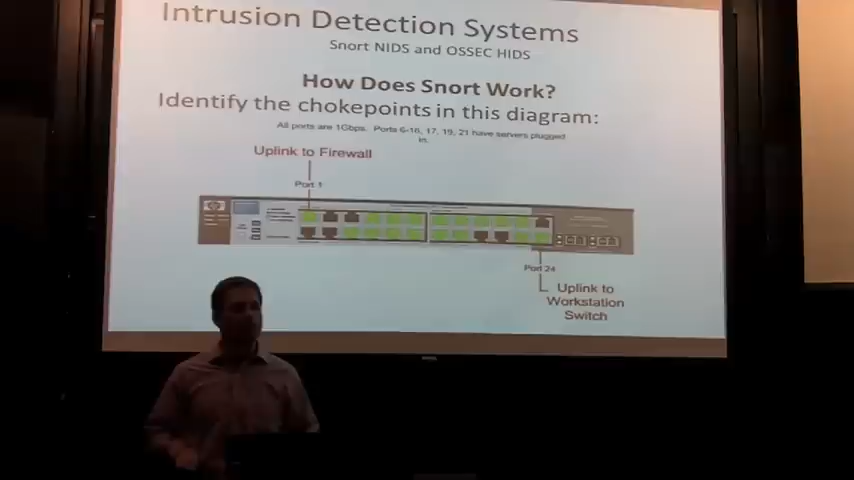 Intrusion Detection Systems
Snort NIDS and OSSEC HIDS
How Does Snort Work?
Identify the chokepoints in this diagram:
All ports are 1Gbps. Ports 6-16, 17, 19, 21 have servers plugged
in.
Uplink to Firewall
Port 1
Port 24
Uplink to
Workstation
Switch